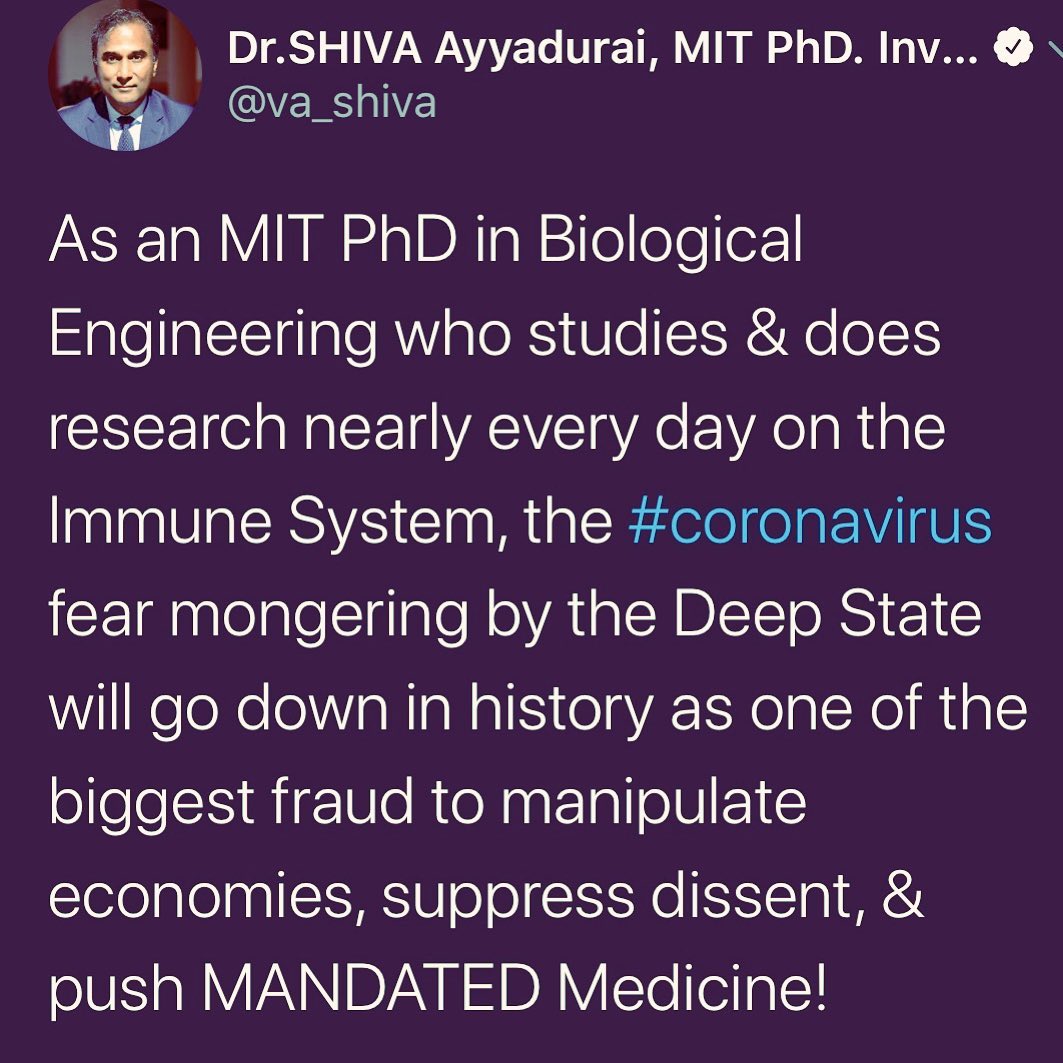 Dr.SHIVA Ayyadurai, MIT PhD. Inv...
@va_shiva
As an MIT PhD in Biological
Engineering who studies & does
research nearly every day on the
Immune System, the #coronavirus
fear mongering by the Deep State
will go down in history as one of the
biggest fraud to manipulate
economies, suppress dissent, &
push MANDATED Medicine!